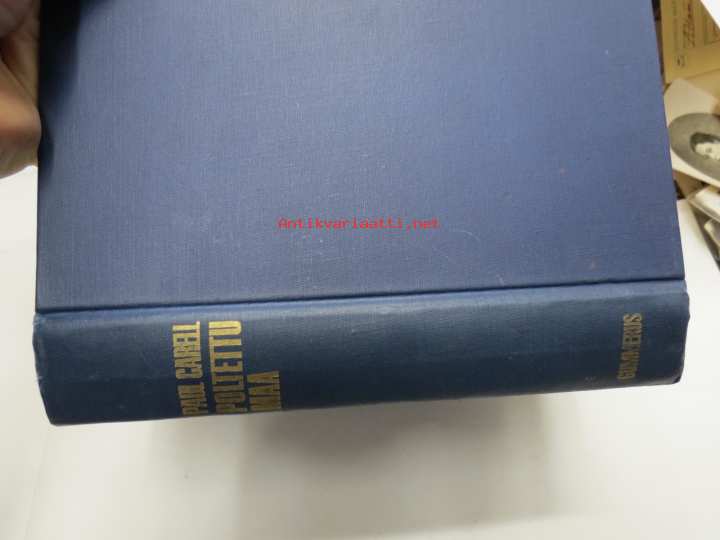 PAUL CARELL
POLTETTU
MAA
GUMMERUS
Antikvariaatti.net